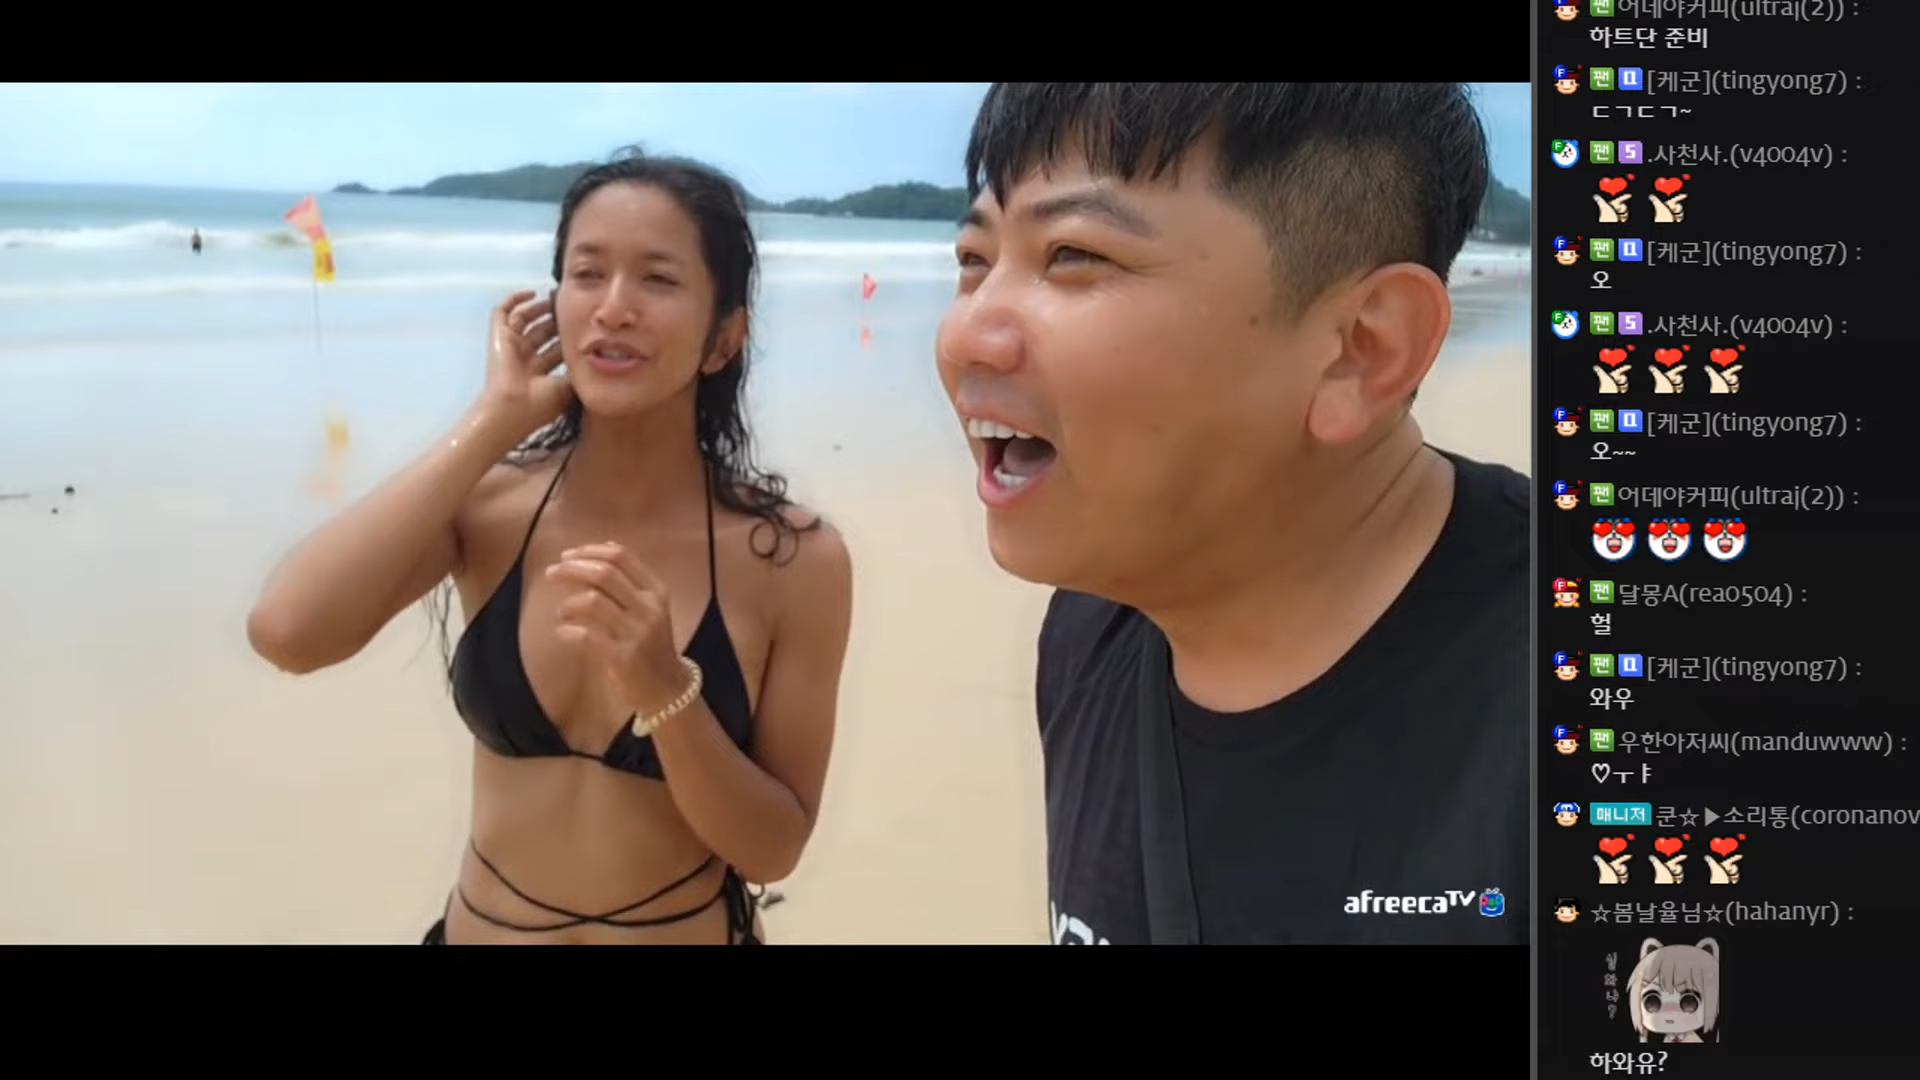 팬 어데야커피(ultraj(2)) :
하트단 준비
팬 [케군](tingyong7) :
ㄷㄱㄷㄱ~
팬 S .사천사.(v4004v) :
팬 [케군](tingyong7) :
오
팬 S .사천사.(v4004v) :
팬 [케군](tingyong7) :
오~~
팬 어데야커피(ultraj(2)) :
팬 달몽A(rea0504) :
헐
팬 [케군](tingyong7) :
와우
팬 우한아저씨(manduwww) :
♡ㅜㅑ
매니저 쿤☆▶소리통(coronanov
☆봄날율님☆(hahanyr) :
하와유?
afreecaTV